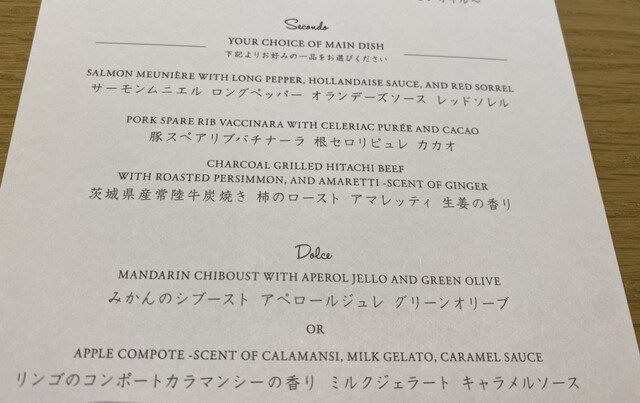 Secondo
YOUR CHOICE OF MAIN DISH
下記よりお好みの一品をお選びください
SALMON MEUNIÈRE WITH LONG PEPPER, HOLLANDAISE SAUCE, AND RED SORREL
サーモンムニエル ロングペッパー オランデーズソース レッドソレル
PORK SPARE RIB VACCINARA WITH CELERIAC PURÉE AND CACAO
豚スペアリブバチナーラ 根セロリピュレ カカオ
CHARCOAL GRILLED HITACHI BEEF
WITH ROASTED PERSIMMON, AND AMARETTI -SCENT OF GINGER
茨城県産常陸牛炭焼き 柿のロースト アマレッティ 生姜の香り
Dolce
MANDARIN CHIBOUST WITH APEROL JELLO AND GREEN OLIVE
みかんのシブースト アペロールジュレ グリーンオリーブ
OR
APPLE COMPOTE -SCENT OF CALAMANSI, MILK GELATO, CARAMEL SAUCE
リンゴのコンポートカラマンシーの香り ミルクジェラート キャラメルソース